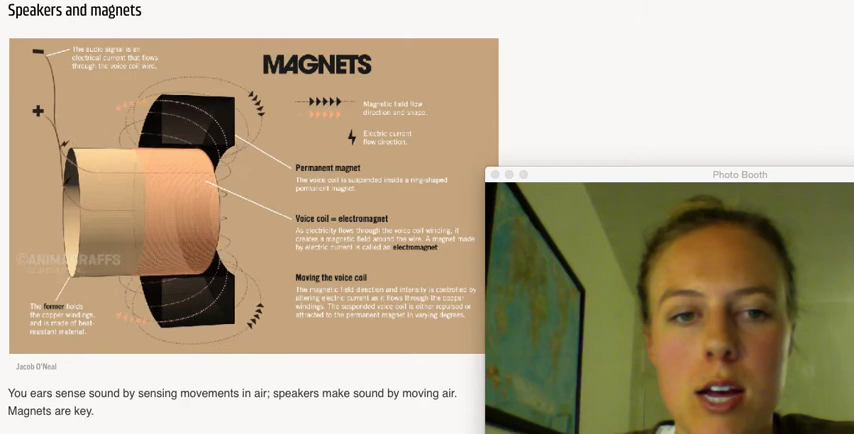 Speakers and magnets
The audio signal is an
electrical current that flows
through the voice coil wire.
MAGNETS
Magnetic field flow
direction and shape.
Electric current
flow direction.
Permanent magnet
The voice coil is suspended inside a ring-shaped
permanent magnet.
Voice coil = electromagnet
As electricity flows through the voice coil winding, it
creates a magnetic field around the wire. A magnet made
by electric current is called an electromagnet
Moving the voice coil
The magnetic field direction and intensity is controlled by
altering electric current as it flows through the copper
windings. The suspended voice coil is either repulsed or
attracted to the permanent magnet in varying degrees.
©ANIMAGRAFFS
The former holds
the copper windings,
and is made of heat-
resistant material.
Jacob O'Neal
You ears sense sound by sensing movements in air; speakers make sound by moving air.
Magnets are key.
Photo Booth